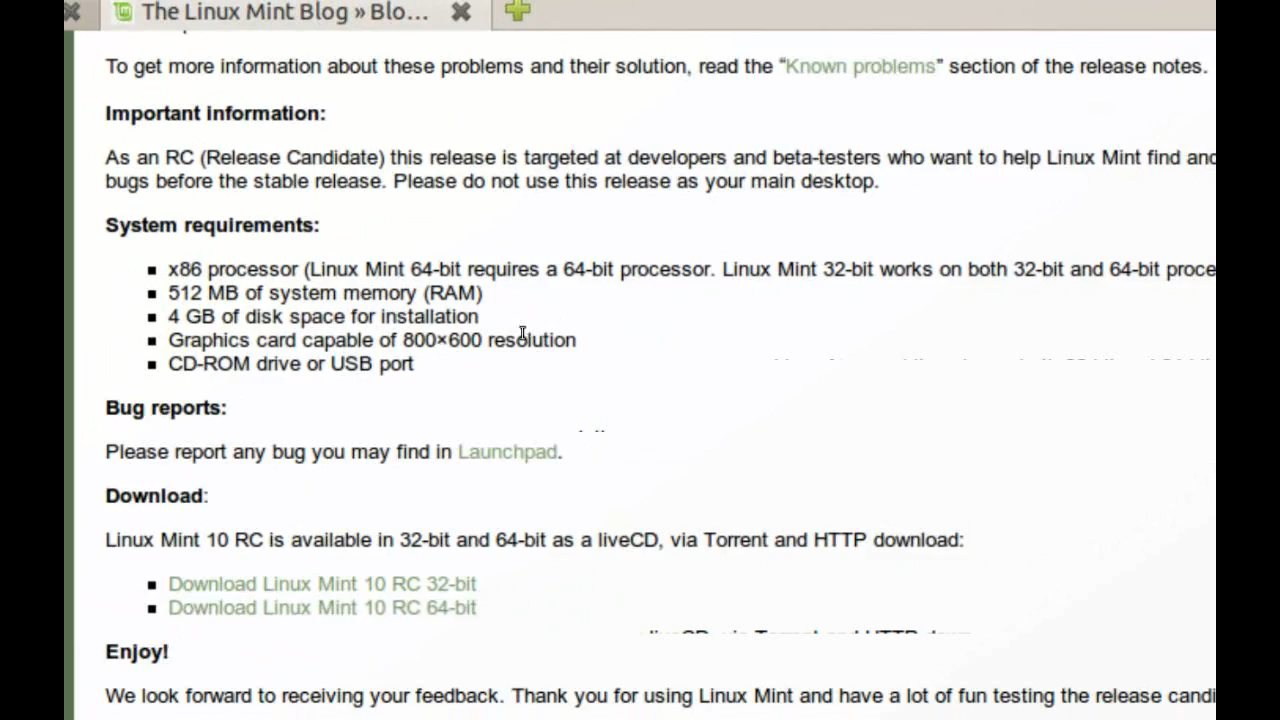 The Linux Mint Blog » Blo...
To get more information about these problems and their solution, read the “Known problems” section of the release notes.
Important information:
As an RC (Release Candidate) this release is targeted at developers and beta-testers who want to help Linux Mint find and
bugs before the stable release. Please do not use this release as your main desktop.
System requirements:
x86 processor (Linux Mint 64-bit requires a 64-bit processor. Linux Mint 32-bit works on both 32-bit and 64-bit proce
512 MB of system memory (RAM)
4 GB of disk space for installation
Graphics card capable of 800×600 resolution
CD-ROM drive or USB port
Bug reports:
Please report any bug you may find in Launchpad.
Download:
Linux Mint 10 RC is available in 32-bit and 64-bit as a liveCD, via Torrent and HTTP download:
Download Linux Mint 10 RC 32-bit
Download Linux Mint 10 RC 64-bit
Enjoy!
We look forward to receiving your feedback. Thank you for using Linux Mint and have a lot of fun testing the release candi